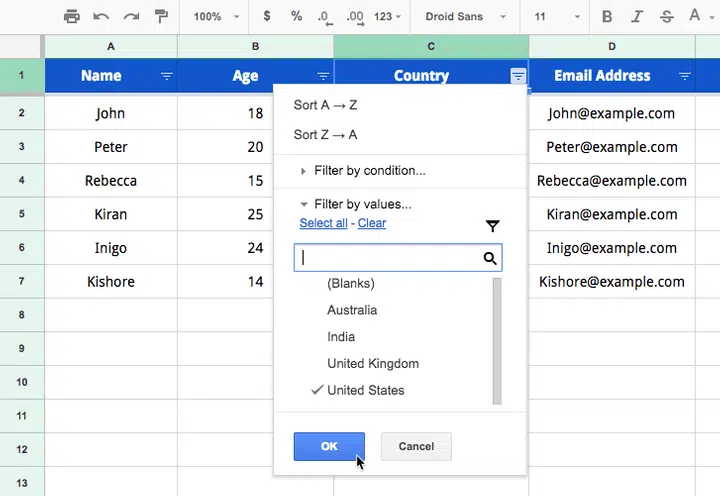 100% $ % .0 .00 123 Droid Sans 11 B I S A
A B C D
1 Name Age Country Email Address
2 John 18 John@example.com
3 Peter 20 Peter@example.com
4 Rebecca 15 Rebecca@example.com
5 Kiran 25 Kiran@example.com
6 Inigo 24 Inigo@example.com
7 Kishore 14 Kishore@example.com
8
9
10
11
12
13
Sort A → Z
Sort Z → A
Filter by condition...
Filter by values...
Select all - Clear
(Blanks)
Australia
India
United Kingdom
United States
OK Cancel